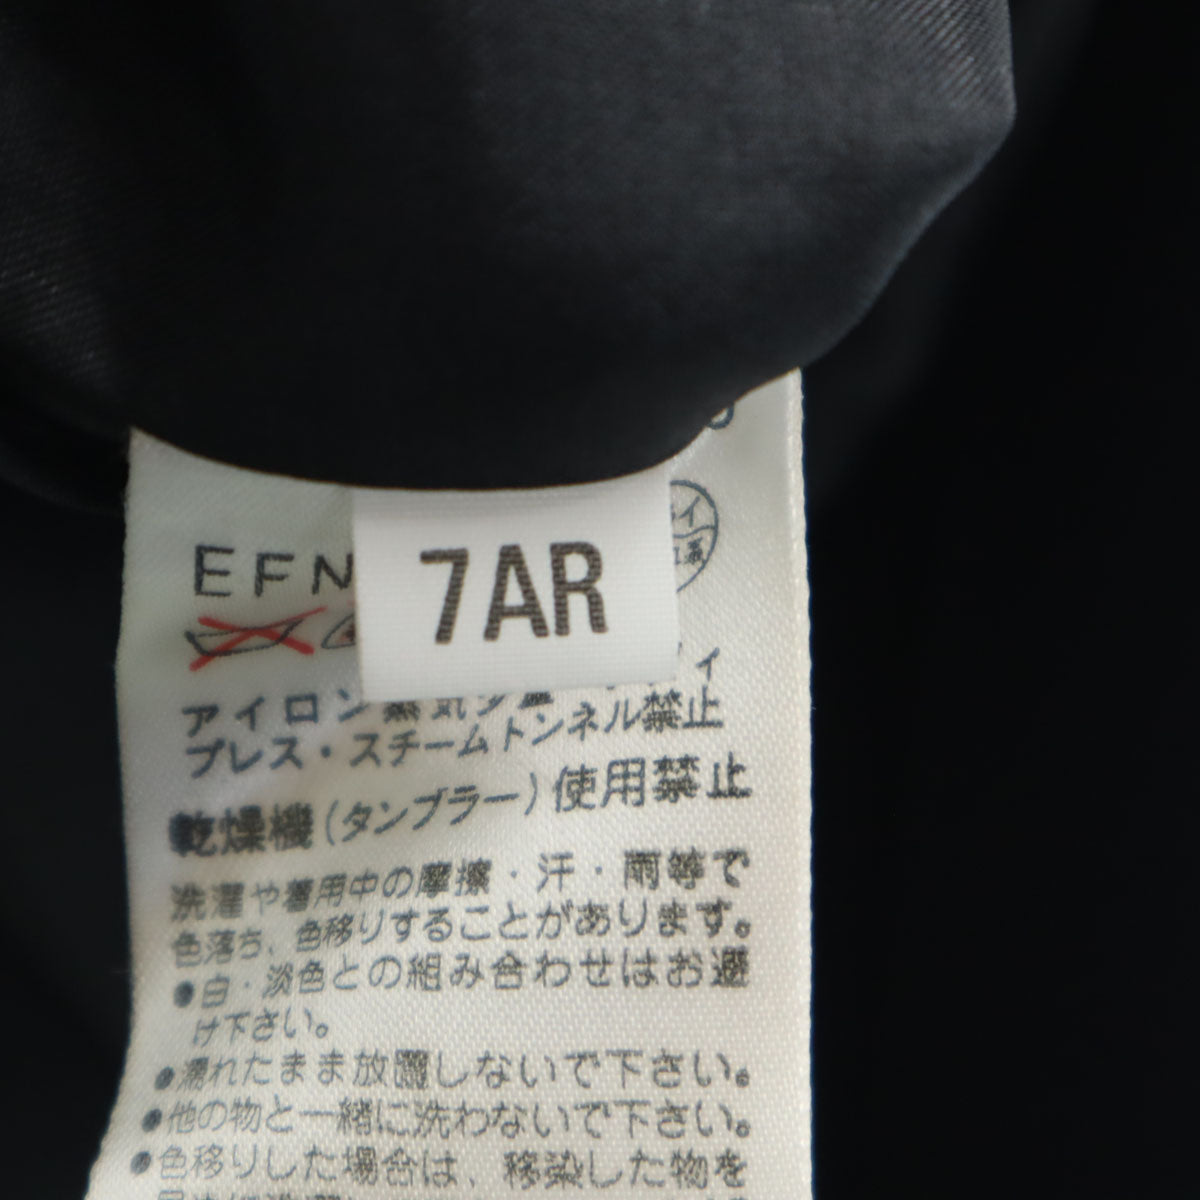 7AR
EFN
アイロン蒸気少量
プレス・スチームトンネル禁止
乾燥機(タンブラー)使用禁止
洗濯や着用中の摩擦・汗・雨等で
色落ち、色移りすることがあります。
●白・淡色との組み合わせはお避
け下さい。
●濡れたまま放置しないで下さい。
●他の物と一緒に洗わないで下さい。
●色移りした場合は、移染した物を